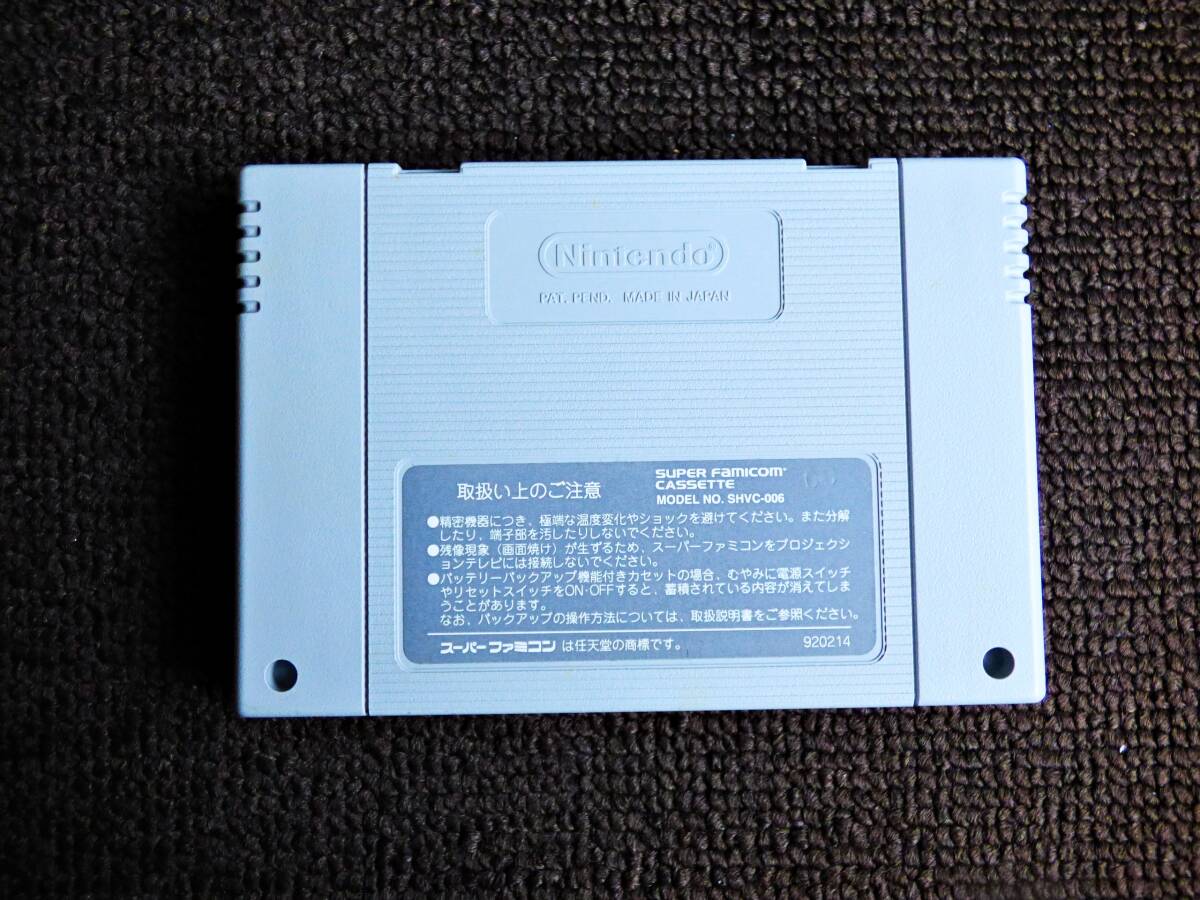 Nintendo®
PAT. PEND. MADE IN JAPAN
取扱い上のご注意
SUPER FAMICOM™
CASSETTE
MODEL NO. SHVC-006
●精密機器につき、極端な温度変化やショックを避けてください。また分解
したり、端子部を汚したりしないでください。
●残像現象（画面焼け）が生ずるため、スーパーファミコンをプロジェクシ
ョンテレビには接続しないでください。
●バッテリーバックアップ機能付きカセットの場合、むやみに電源スイッチ
やリセットスイッチをON・OFFすると、蓄積されている内容が消えてしま
うことがあります。
なお、バックアップの操作方法については、取扱説明書をご参照ください。
スーパーファミコン は任天堂の商標です。
920214